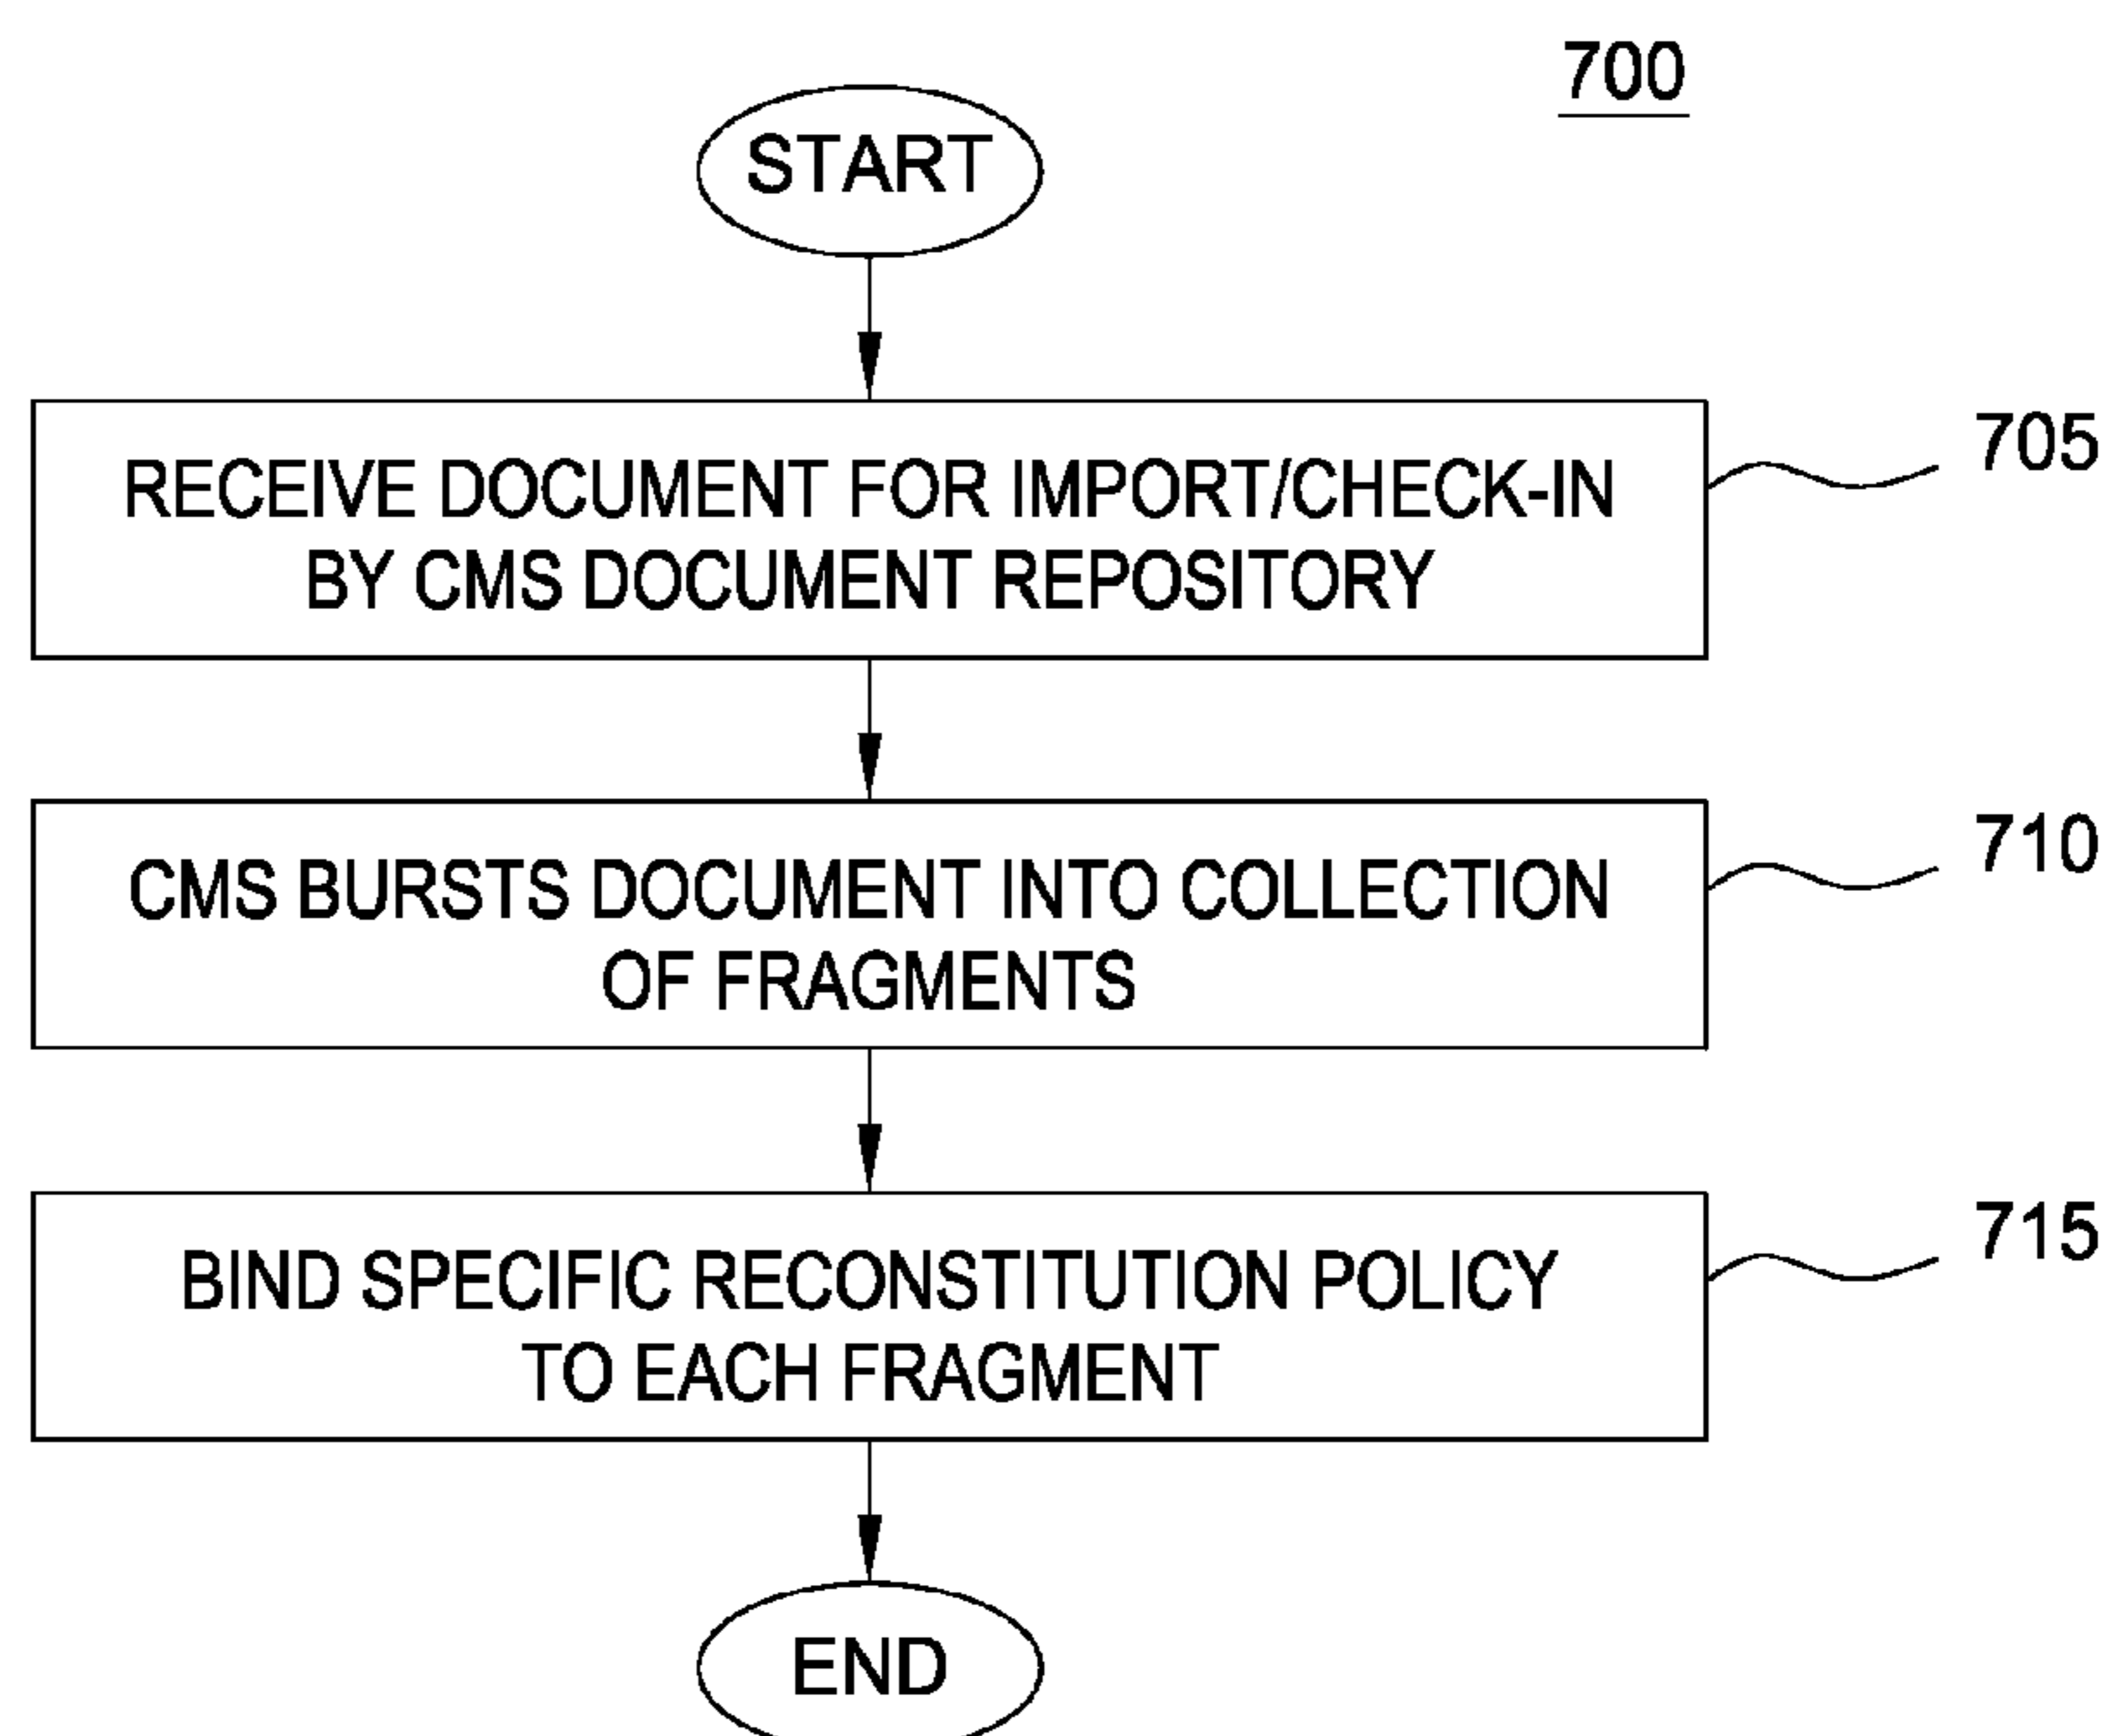 700
START
RECEIVE DOCUMENT FOR IMPORT/CHECK-IN
BY CMS DOCUMENT REPOSITORY
705
CMS BURSTS DOCUMENT INTO COLLECTION
OF FRAGMENTS
710
BIND SPECIFIC RECONSTITUTION POLICY
TO EACH FRAGMENT
715
END